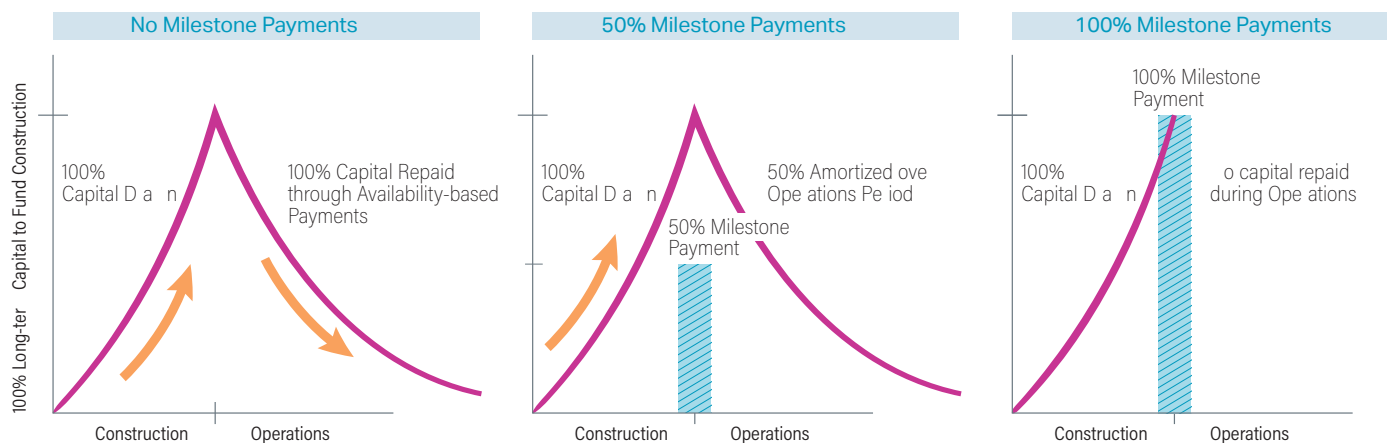 No Milestone Payments
50% Milestone Payments
100% Milestone Payments
100% Long-ter Capital to Fund Construction
100%
Capital D a n
100% Capital Repaid
through Availability-based
Payments
Construction
Operations
100%
Capital D a n
50% Amortized ove
Ope ations Pe iod
50% Milestone
Payment
Construction
Operations
100% Milestone
Payment
100%
Capital D a n
o capital repaid
during Ope ations
Construction
Operations